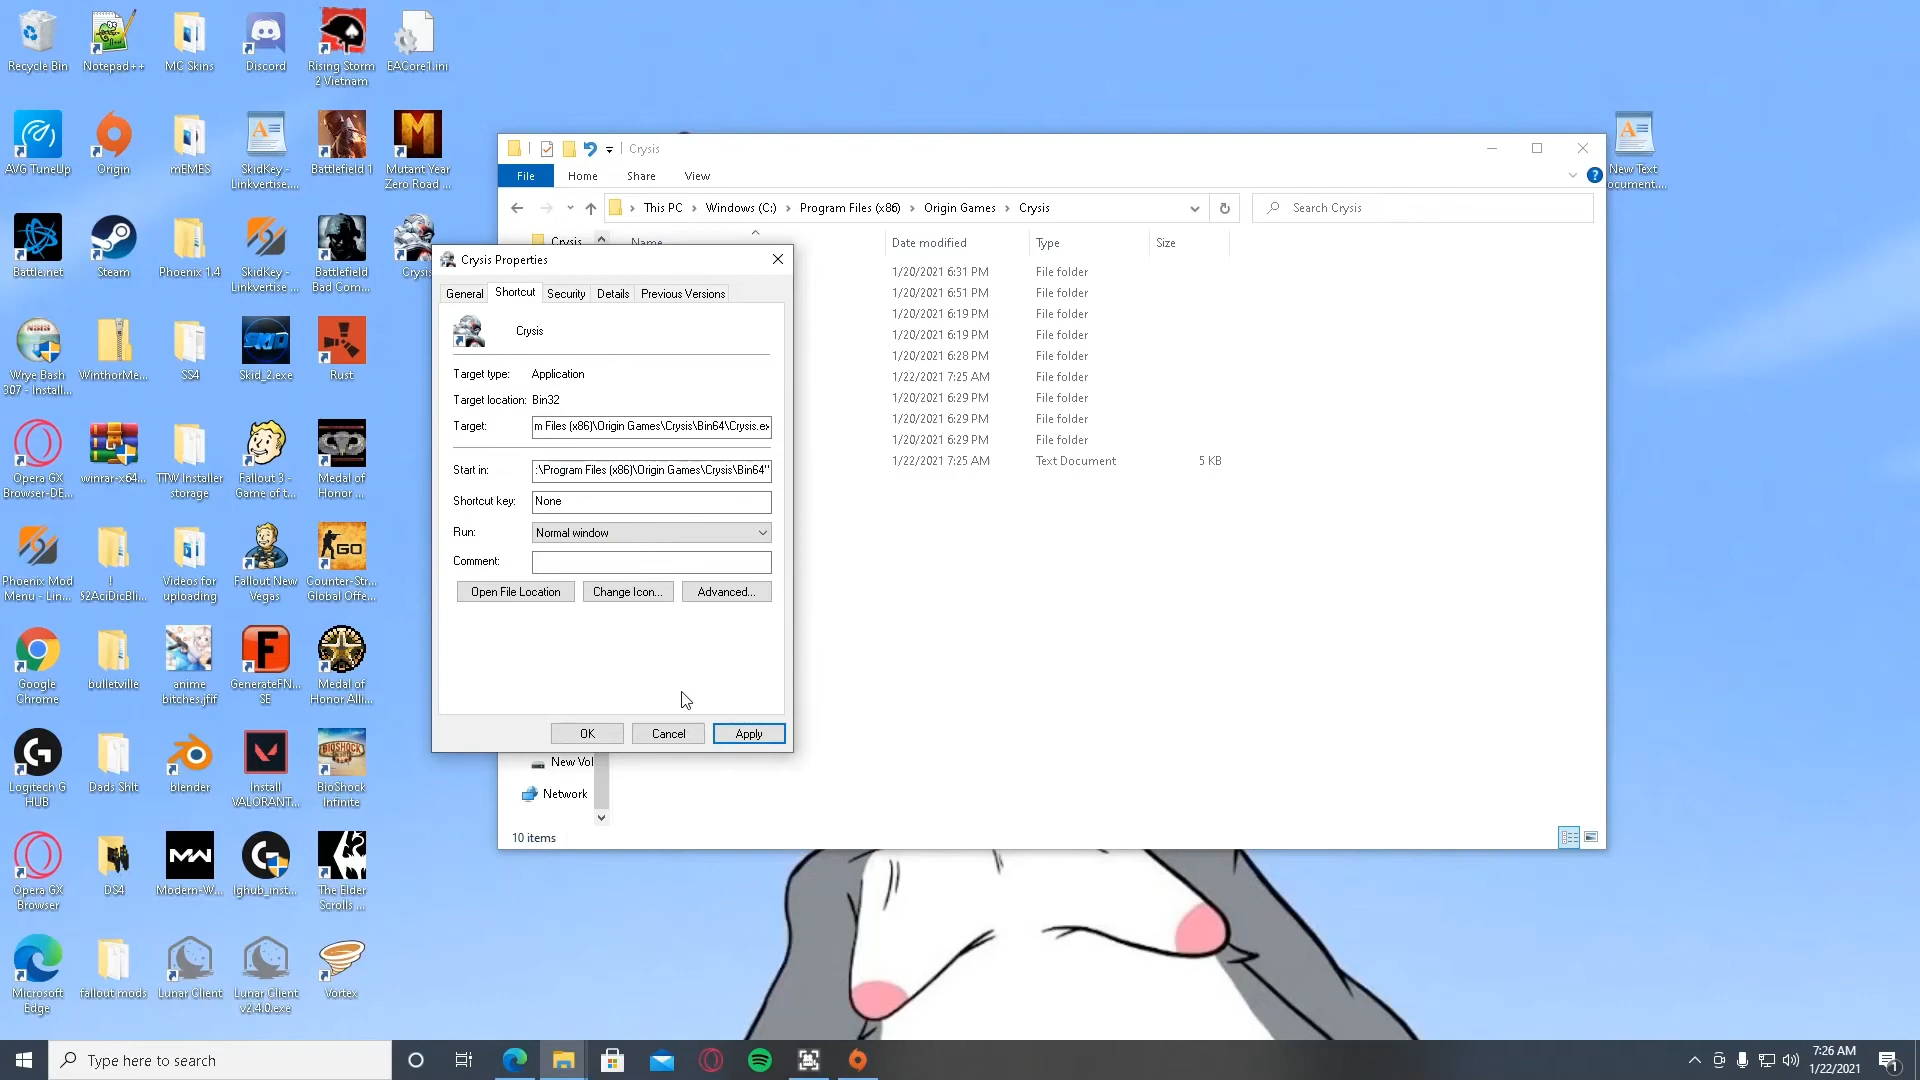 Recycle Bin
Notepad++
MC Skins
Discord
Rising Storm
2 Vietnam
EACore1.ini
AVG TuneUp
Origin
mEMES
SkidKey -
Linkvertise....
Battlefield 1
Mutant Year
Zero Road ...
Battle.net
Steam
Phoenix 1.4
SkidKey -
Linkvertise ...
Battlefield
Bad Com...
Crysis
Wrye Bash
307 - Install...
WinthorMe...
SS4
Skid_2.exe
Rust
Opera GX
Browser-DE...
winrar-x64...
TTW Installer
storage
Fallout 3 -
Game of t...
Medal of
Honor ...
Phoenix Mod
Menu - Lin...
!
S2AciDicBli...
Videos for
uploading
Fallout New
Vegas
Counter-Str...
Global Offe...
Google
Chrome
bulletville
anime
bitches.jfif
GenerateFN...
SE
Medal of
Honor Alli...
Logitech G
HUB
Dads Shit
blender
Install
VALORANT...
BioShock
Infinite
Opera GX
Browser
DS4
Modern-W...
lghub_inst...
The Elder
Scrolls ...
Microsoft
Edge
fallout mods
Lunar Client
Lunar Client
v2.4.0.exe
Vortex
New Text
ocument....
Crysis
File
Home
Share
View
This PC
Windows (C:)
Program Files (x86)
Origin Games
Crysis
Search Crysis
Crysis
Name
Date modified
Type
Size
1/20/2021 6:31 PM File folder
1/20/2021 6:51 PM File folder
1/20/2021 6:19 PM File folder
1/20/2021 6:19 PM File folder
1/20/2021 6:28 PM File folder
1/22/2021 7:25 AM File folder
1/20/2021 6:29 PM File folder
1/20/2021 6:29 PM File folder
1/20/2021 6:29 PM File folder
1/22/2021 7:25 AM Text Document 5 KB
New Vol
Network
10 items
Crysis Properties
General
Shortcut
Security
Details
Previous Versions
Crysis
Target type: Application
Target location: Bin32
Target: m Files (x86)\Origin Games\Crysis\Bin64\Crysis.ex
Start in: :\Program Files (x86)\Origin Games\Crysis\Bin64"
Shortcut key: None
Run: Normal window
Comment:
Open File Location
Change Icon...
Advanced...
OK
Cancel
Apply
Type here to search
7:26 AM
1/22/2021
1